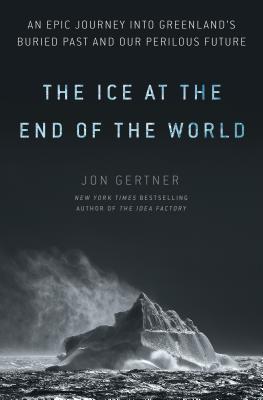 AN EPIC JOURNEY INTO GREENLAND'S
BURIED PAST AND OUR PERILOUS FUTURE
THE ICE AT THE
END OF THE WORLD
JON GERTNER
NEW YORK TIMES BESTSELLING
AUTHOR OF THE IDEA FACTORY